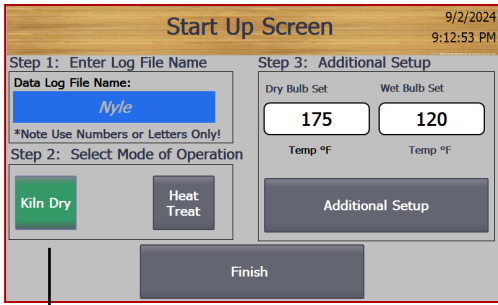 Start Up Screen
9/2/2024
9:12:53 PM
Step 1: Enter Log File Name
Data Log File Name:
Nyle
*Note Use Numbers or Letters Only!
Step 2: Select Mode of Operation
Kiln Dry
Heat
Treat
Step 3: Additional Setup
Dry Bulb Set
Wet Bulb Set
175
120
Temp ºF
Temp ºF
Additional Setup
Finish